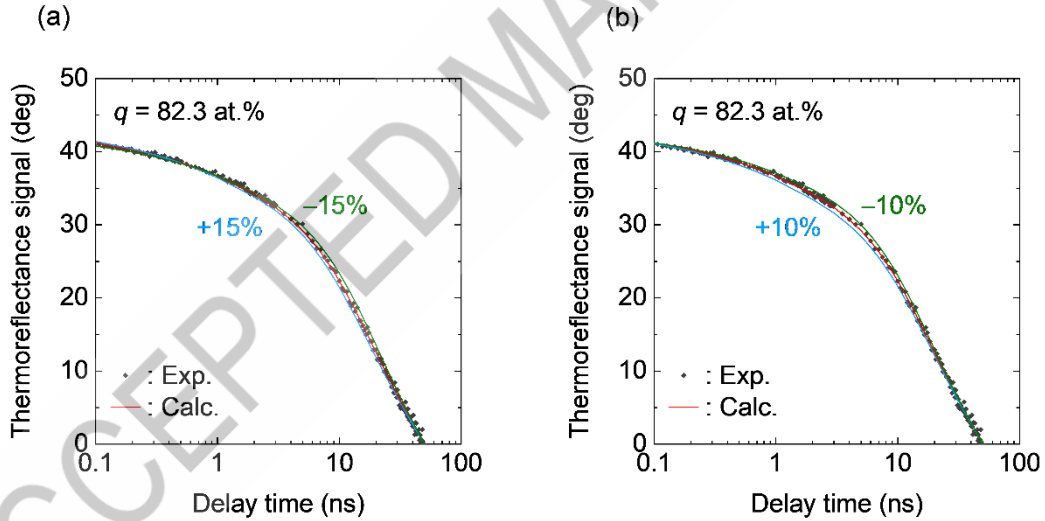 (a)
50
40
30
20
10
0
Thermoreflectance signal (deg)
q = 82.3 at.%
–15%
+15%
: Exp.
: Calc.
0.1
1
10
100
Delay time (ns)
(b)
50
40
30
20
10
0
Thermoreflectance signal (deg)
q = 82.3 at.%
–10%
+10%
: Exp.
: Calc.
0.1
1
10
100
Delay time (ns)
CCEPTED MA